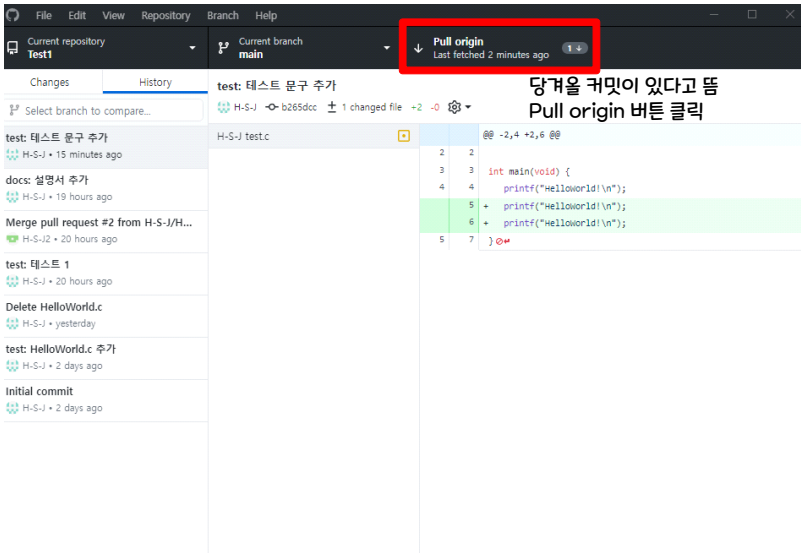 File Edit View Repository Branch Help
Current repository
Test1
Current branch
main
Pull origin
Last fetched 2 minutes ago
1
Changes History
Select branch to compare...
test: 테스트 문구 추가
H-S-J • 15 minutes ago
docs: 설명서 추가
H-S-J • 19 hours ago
Merge pull request #2 from H-S-J/H...
H-S-J2 • 20 hours ago
test: 테스트 1
H-S-J • 20 hours ago
Delete HelloWorld.c
H-S-J • yesterday
test: HelloWorld.c 추가
H-S-J • 2 days ago
Initial commit
H-S-J • 2 days ago
test: 테스트 문구 추가
H-S-J b265dcc 1 changed file +2 -0
당겨올 커밋이 있다고 뜸
Pull origin 버튼 클릭
H-S-J test.c
@@ -2,4 +2,6 @@
2 2
3 3 int main(void) {
4 4 printf("HelloWorld!\n");
5 + printf("HelloWorld!\n");
6 + printf("HelloWorld!\n");
5 7 }